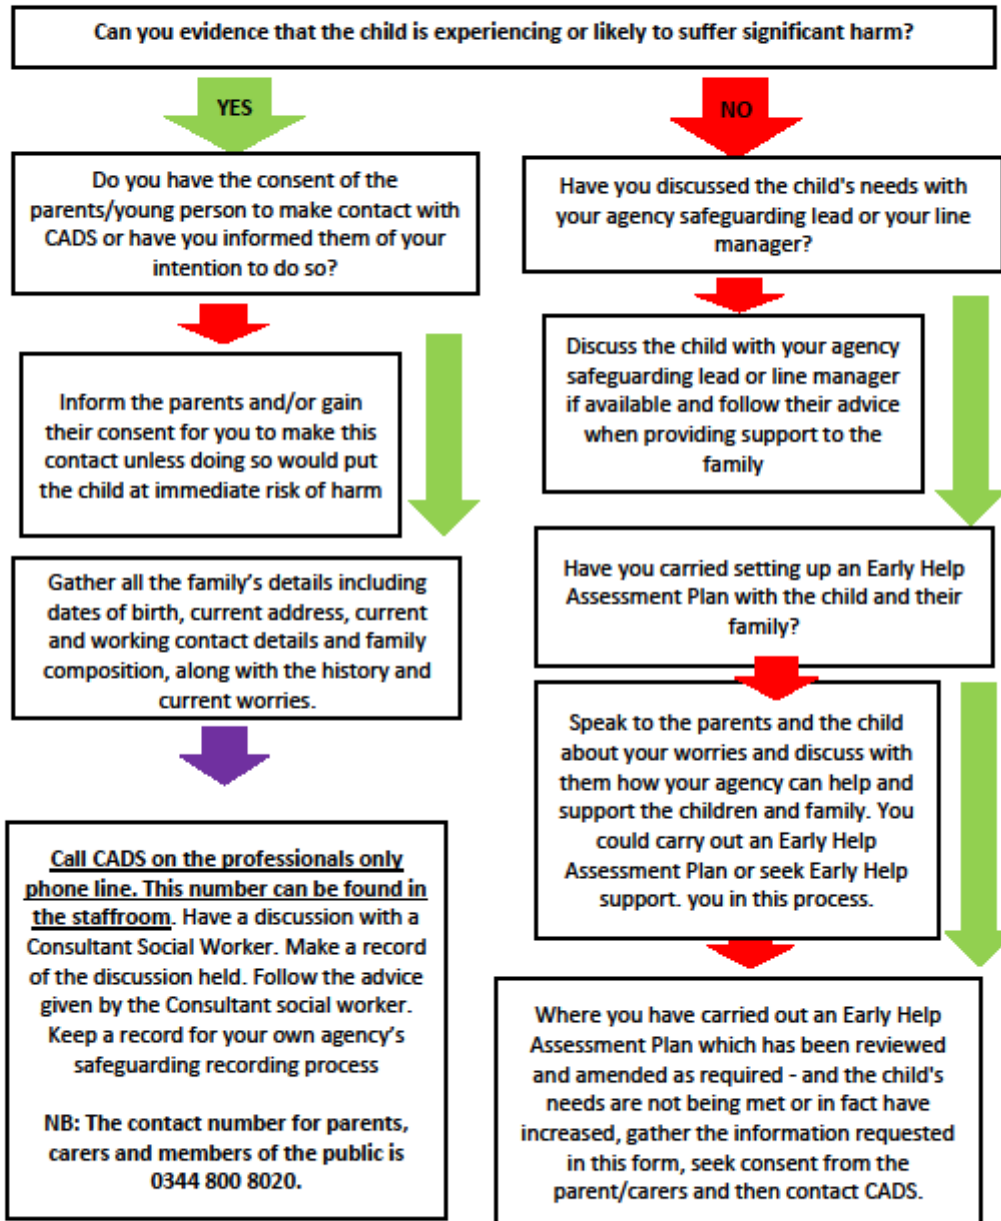 Can you evidence that the child is experiencing or likely to suffer significant harm?
YES
NO
Do you have the consent of the
parents/young person to make contact with
CADS or have you informed them of your
intention to do so?
Have you discussed the child's needs with
your agency safeguarding lead or your line
manager?
Inform the parents and/or gain
their consent for you to make this
contact unless doing so would put
the child at immediate risk of harm
Discuss the child with your agency
safeguarding lead or line manager
if available and follow their advice
when providing support to the
family
Gather all the family's details including
dates of birth, current address, current
and working contact details and family
composition, along with the history and
current worries.
Have you carried setting up an Early Help
Assessment Plan with the child and their
family?
Speak to the parents and the child
about your worries and discuss with
them how your agency can help and
support the children and family. You
could carry out an Early Help
Assessment Plan or seek Early Help
support. you in this process.
Call CADS on the professionals only
phone line. This number can be found in
the staffroom. Have a discussion with a
Consultant Social Worker. Make a record
of the discussion held. Follow the advice
given by the Consultant social worker.
Keep a record for your own agency's
safeguarding recording process
NB: The contact number for parents,
carers and members of the public is
0344 800 8020.
Where you have carried out an Early Help
Assessment Plan which has been reviewed
and amended as required - and the child's
needs are not being met or in fact have
increased, gather the information requested
in this form, seek consent from the
parent/carers and then contact CADS.